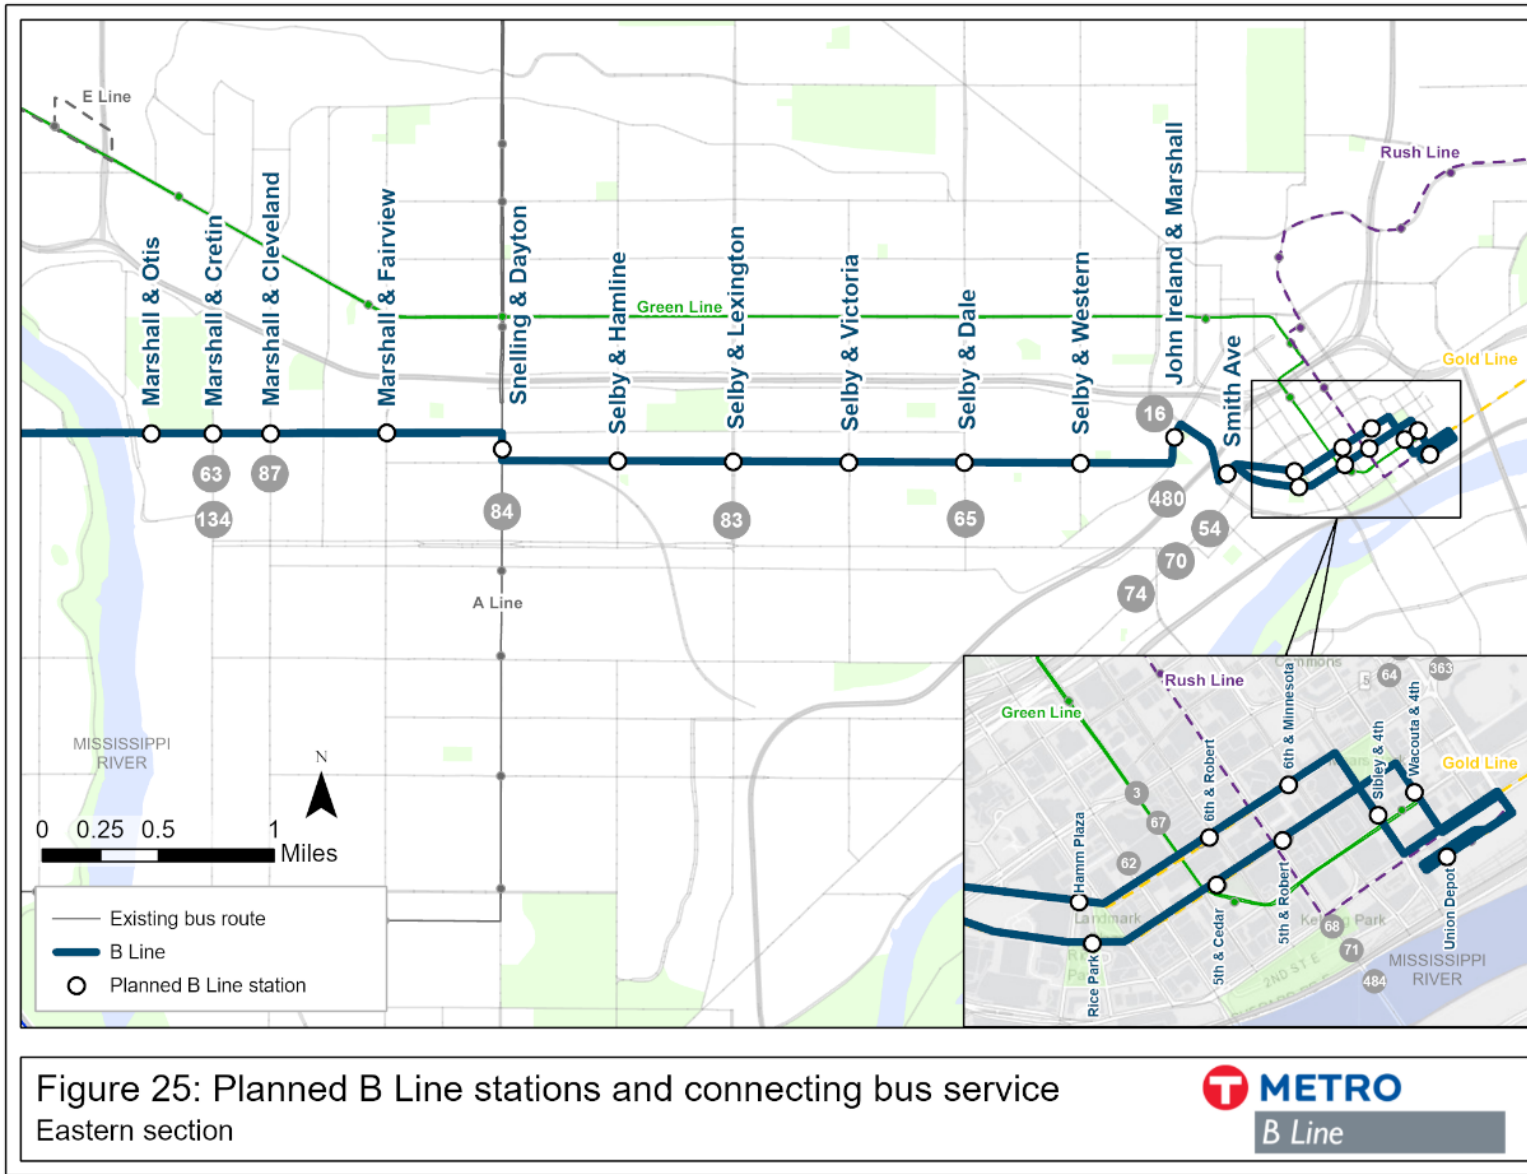 E Line
Rush Line
Marshall & Otis
Marshall & Cretin
Marshall & Cleveland
Marshall & Fairview
Snelling & Dayton
Selby & Hamline
Selby & Lexington
Selby & Victoria
Selby & Dale
Selby & Western
John Ireland & Marshall
Smith Ave
Green Line
Gold Line
16
63
87
134
84
83
65
480
54
70
74
A Line
MISSISSIPPI
RIVER
N
0 0.25 0.5 1
Miles
Existing bus route
B Line
Planned B Line station
Commons
5
64
363
Rush Line
Green Line
Gold Line
3
67
62
Hamm Plaza
Rice Park
6th & Robert
6th & Minnesota
5th & Cedar
5th & Robert
Sibley & 4th
Wacouta & 4th
Union Depot
Landmark
68
71
484
2ND ST E
MISSISSIPPI
RIVER
Figure 25: Planned B Line stations and connecting bus service
Eastern section
T METRO
B Line